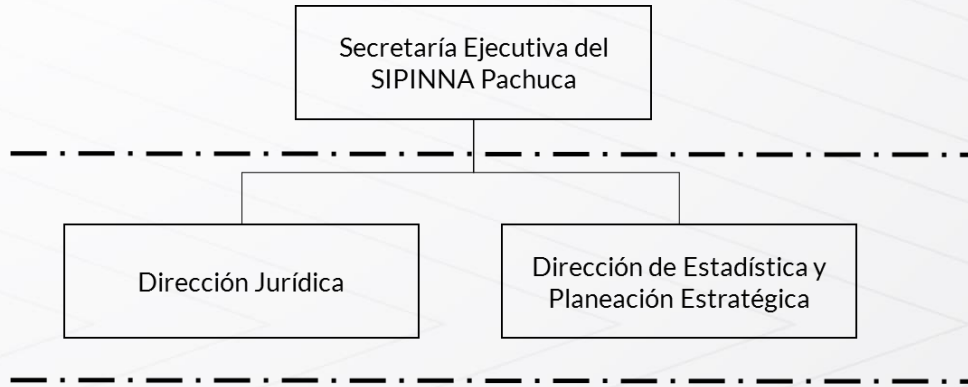 Secretaría Ejecutiva del
SIPINNA Pachuca
Dirección Jurídica
Dirección de Estadística y
Planeación Estratégica